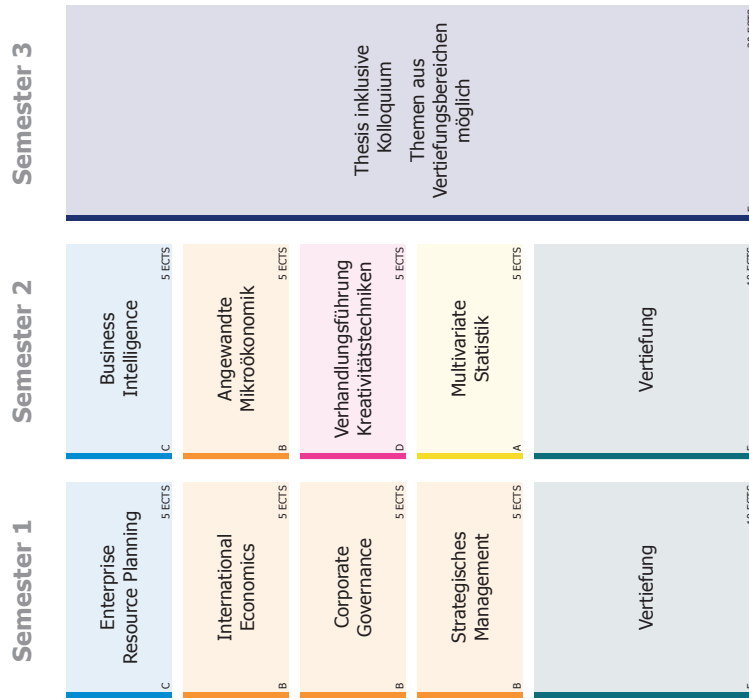 Semester 1
Semester 2
Semester 3
Enterprise
Resource Planning
C
5 ECTS
Business
Intelligence
C
5 ECTS
International
Economics
B
5 ECTS
Angewandte
Mikroökonomik
B
5 ECTS
Corporate
Governance
B
5 ECTS
Verhandlungsführung
Kreativitätstechniken
D
5 ECTS
Strategisches
Management
B
5 ECTS
Multivariate
Statistik
A
5 ECTS
Vertiefung
Vertiefung
Thesis inklusive
Kolloquium
Themen aus
Vertiefungsbereichen
möglich